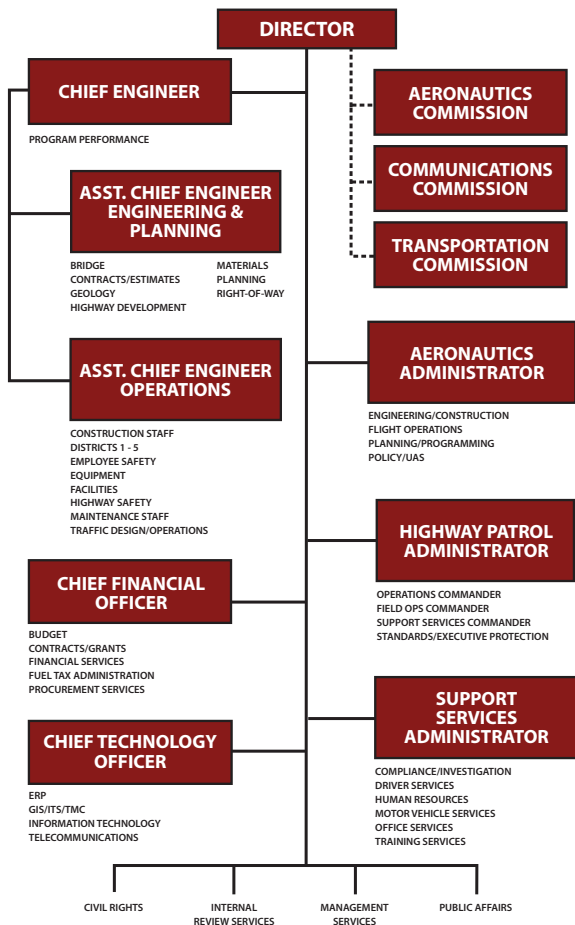 DIRECTOR
CHIEF ENGINEER
PROGRAM PERFORMANCE
AERONAUTICS
COMMISSION
COMMUNICATIONS
COMMISSION
TRANSPORTATION
COMMISSION
ASST. CHIEF ENGINEER
ENGINEERING &
PLANNING
BRIDGE
CONTRACTS/ESTIMATES
GEOLOGY
HIGHWAY DEVELOPMENT
MATERIALS
PLANNING
RIGHT-OF-WAY
ASST. CHIEF ENGINEER
OPERATIONS
CONSTRUCTION STAFF
DISTRICTS 1 - 5
EMPLOYEE SAFETY
EQUIPMENT
FACILITIES
HIGHWAY SAFETY
MAINTENANCE STAFF
TRAFFIC DESIGN/OPERATIONS
AERONAUTICS
ADMINISTRATOR
ENGINEERING/CONSTRUCTION
FLIGHT OPERATIONS
PLANNING/PROGRAMMING
POLICY/UAS
HIGHWAY PATROL
ADMINISTRATOR
OPERATIONS COMMANDER
FIELD OPS COMMANDER
SUPPORT SERVICES COMMANDER
STANDARDS/EXECUTIVE PROTECTION
CHIEF FINANCIAL
OFFICER
BUDGET
CONTRACTS/GRANTS
FINANCIAL SERVICES
FUEL TAX ADMINISTRATION
PROCUREMENT SERVICES
SUPPORT
SERVICES
ADMINISTRATOR
COMPLIANCE/INVESTIGATION
DRIVER SERVICES
HUMAN RESOURCES
MOTOR VEHICLE SERVICES
OFFICE SERVICES
TRAINING SERVICES
CHIEF TECHNOLOGY
OFFICER
ERP
GIS/ITS/TMC
INFORMATION TECHNOLOGY
TELECOMMUNICATIONS
CIVIL RIGHTS
INTERNAL
REVIEW SERVICES
MANAGEMENT
SERVICES
PUBLIC AFFAIRS